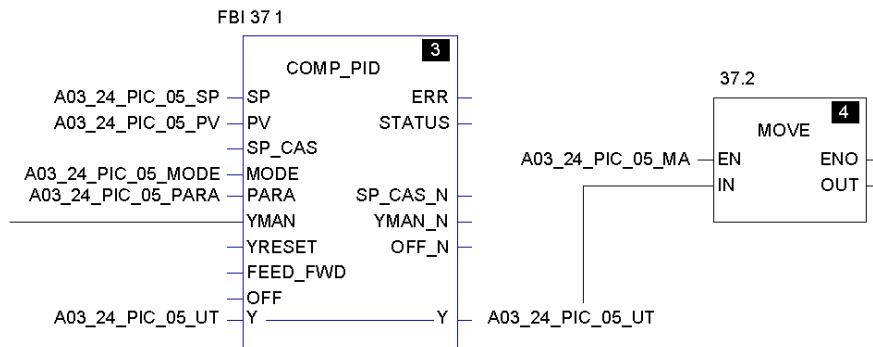 FBI 37 1
3
COMP_PID
37.2
4
MOVE
A03_24_PIC_05_SP SP ERR
A03_24_PIC_05_PV PV STATUS
SP_CAS
A03_24_PIC_05_MODE MODE
A03_24_PIC_05_PARA PARA SP_CAS_N
YMAN YMAN_N
YRESET OFF_N
FEED_FWD
OFF
A03_24_PIC_05_UT Y Y A03_24_PIC_05_UT
A03_24_PIC_05_MA EN ENO
IN OUT